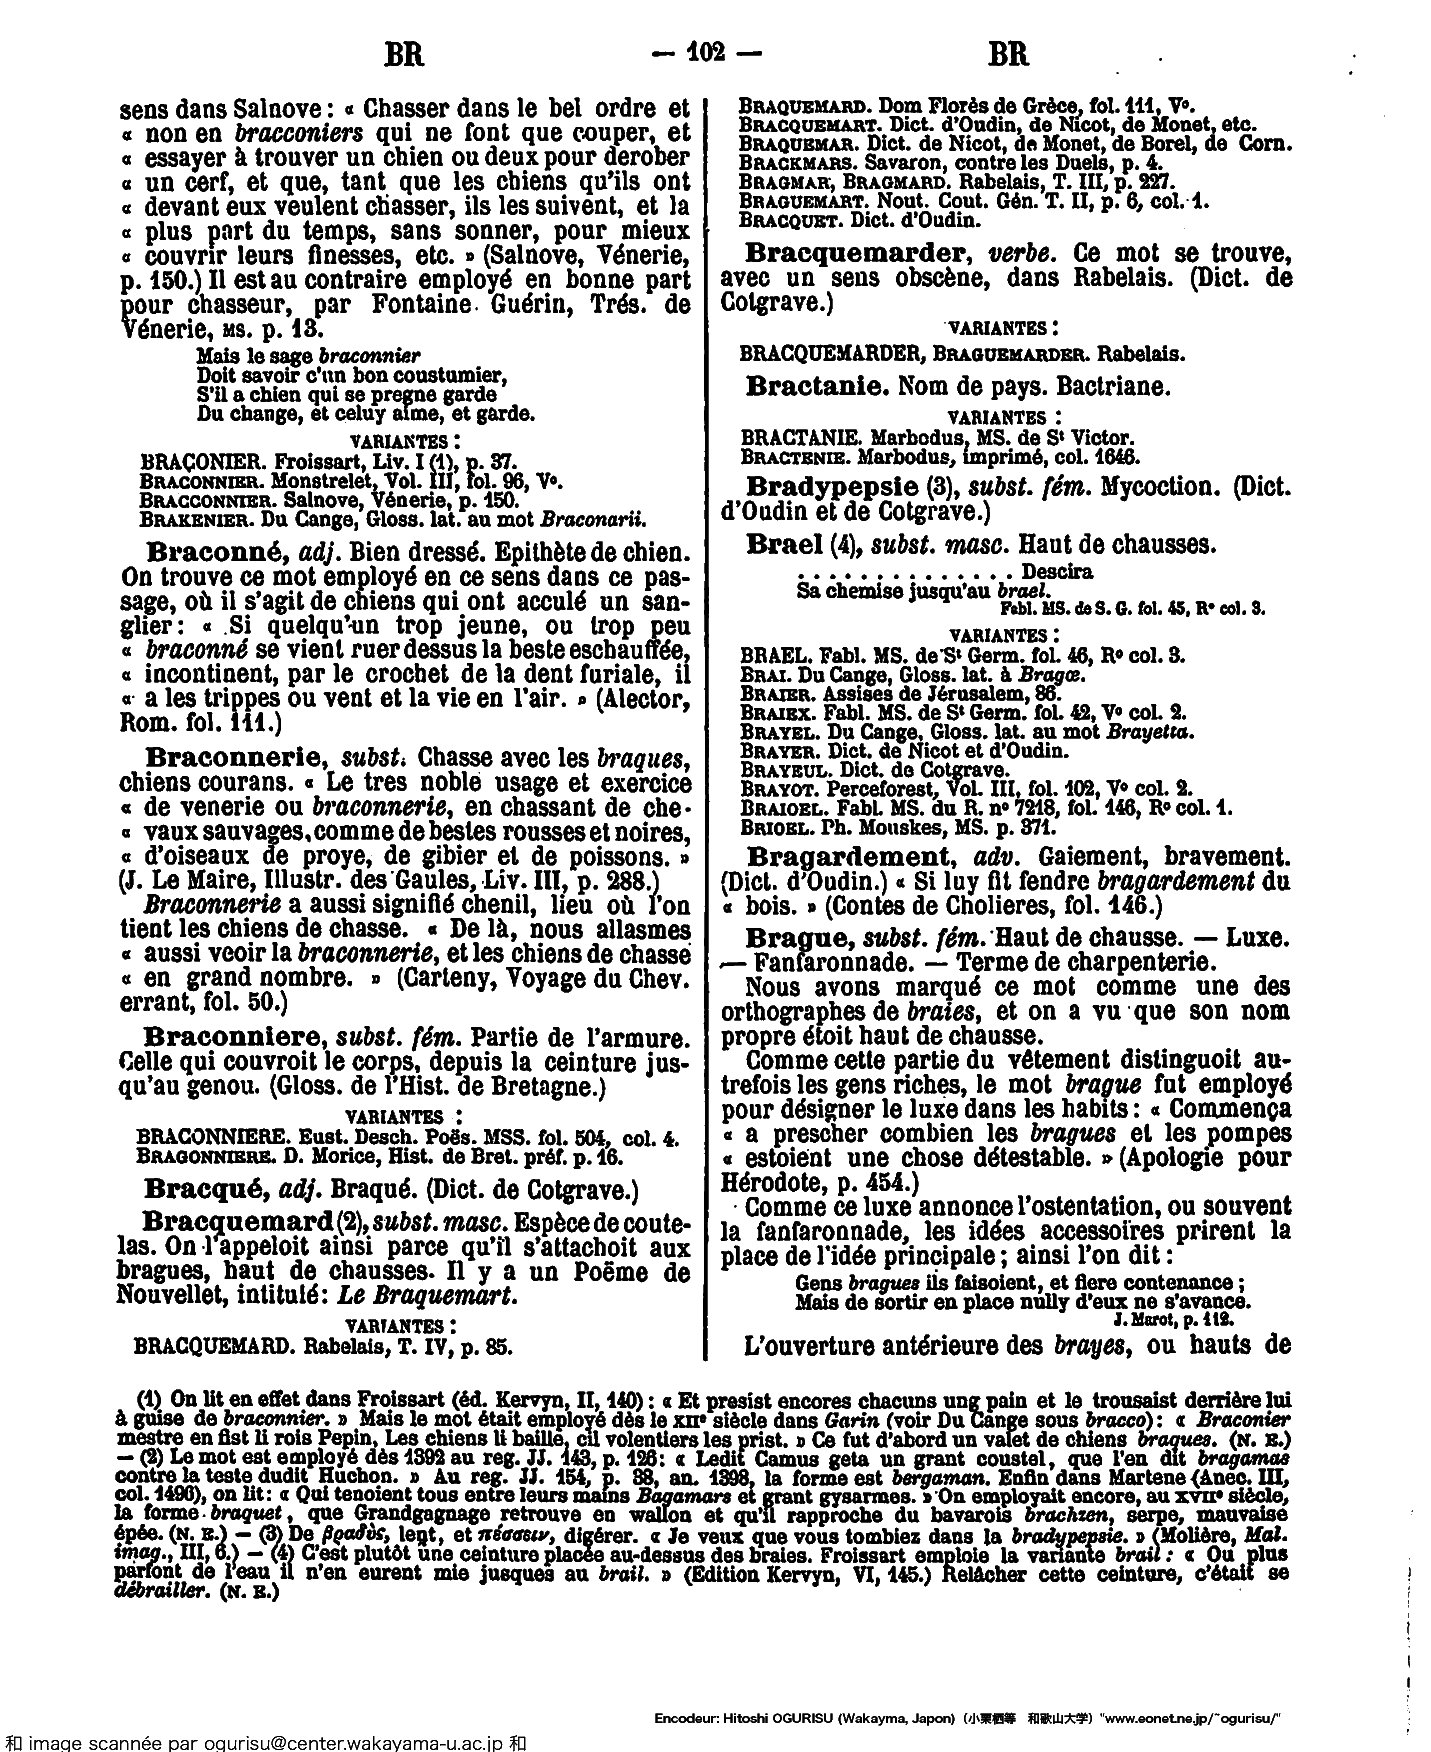 BR — 102 — BR
sens dans Salnove : « Chasser dans le bel ordre et
« non en bracconiers qui ne font que couper, et
« essayer à trouver un chien ou deux pour derober
« un cerf, et que, tant que les chiens qu'ils ont
« devant eux veulent chasser, ils les suivent, et la
« plus part du temps, sans sonner, pour mieux
« couvrir leurs finesses, etc. » (Salnove, Vénerie,
p. 150.) Il est au contraire employé en bonne part
pour chasseur, par Fontaine Guérin, Trés. de
Vénerie, MS. p. 13.
Mais le sage braconnier
Doit savoir c'un bon coustumier,
S'il a chien qui se pregne garde
Du change, et celuy aime, et garde.
VARIANTES :
BRAÇONIER. Froissart, Liv. I (1), p. 37.
BRACONNIER. Monstrelet, Vol. III, fol. 96, Vº.
BRACCONNIER. Salnove, Vénerie, p. 150.
BRAKENIER. Du Cange, Gloss. lat. au mot Braconarii.
Braconné, adj. Bien dressé. Epithète de chien.
On trouve ce mot employé en ce sens dans ce pas-
sage, où il s'agit de chiens qui ont acculé un san-
glier : « Si quelqu'un trop jeune, ou trop peu
« braconné se vient ruer dessus la beste eschauffée,
« incontinent, par le crochet de la dent furiale, il
« a les trippes ou vent et la vie en l'air. » (Alector,
Rom. fol. 111.)
Braconnerie, subst. Chasse avec les braques,
chiens courans. « Le tres noble usage et exercice
« de venerie ou braconnerie, en chassant de che-
« vaux sauvages, comme de bestes rousses et noires,
« d'oiseaux de proye, de gibier et de poissons. »
(J. Le Maire, Illustr. des Gaules, Liv. III, p. 288.)
Braconnerie a aussi signifié chenil, lieu où l'on
tient les chiens de chasse. « De là, nous allasmes
« aussi veoir la braconnerie, et les chiens de chasse
« en grand nombre. » (Carteny, Voyage du Chev.
errant, fol. 50.)
Braconniere, subst. fém. Partie de l'armure.
Celle qui couvroit le corps, depuis la ceinture jus-
qu'au genou. (Gloss. de l'Hist. de Bretagne.)
VARIANTES :
BRACONNIERE. Eust. Desch. Poës. MSS. fol. 504, col. 4.
BRAGONNIERE. D. Morice, Hist. de Bret. préf. p. 16.
Bracqué, adj. Braqué. (Dict. de Cotgrave.)
Bracquemard (2), subst. masc. Espèce de coute-
las. On l'appeloit ainsi parce qu'il s'attachoit aux
bragues, haut de chausses. Il y a un Poëme de
Nouvellet, intitulé : Le Braquemart.
VARIANTES :
BRACQUEMARD. Rabelais, T. IV, p. 85.
BRAQUEMARD. Dom Florès de Grèce, fol. 111, Vº.
BRACQUEMART. Dict. d'Oudin, de Nicot, de Monet, etc.
BRAQUEMAR. Dict. de Nicot, de Monet, de Borel, de Corn.
BRACKMARS. Savaron, contre les Duels, p. 4.
BRAGMAR, BRAGMARD. Rabelais, T. III, p. 227.
BRAGUEMART. Nout. Cout. Gén. T. II, p. 6, col. 1.
BRACQUET. Dict. d'Oudin.
Bracquemarder, verbe. Ce mot se trouve,
avec un sens obscène, dans Rabelais. (Dict. de
Cotgrave.)
VARIANTES :
BRACQUEMARDER, BRAGUEMARDER. Rabelais.
Bractanie. Nom de pays. Bactriane.
VARIANTES :
BRACTANIE. Marbodus, MS. de St Victor.
BRACTENIE. Marbodus, imprimé, col. 1646.
Bradypepsie (3), subst. fém. Mycoction. (Dict.
d'Oudin et de Cotgrave.)
Brael (4), subst. masc. Haut de chausses.
. . . . . . . . . . . . . . Descira
Sa chemise jusqu'au brael.
Fabl. MS. de S. G. fol. 45, Rº col. 3.
VARIANTES :
BRAEL. Fabl. MS. de St Germ. fol. 46, Rº col. 3.
BRAI. Du Cange, Gloss. lat. à Bragœ.
BRAIER. Assises de Jérusalem, 86.
BRAIEX. Fabl. MS. de St Germ. fol. 42, Vº col. 2.
BRAYEL. Du Cange, Gloss. lat. au mot Brayetta.
BRAYER. Dict. de Nicot et d'Oudin.
BRAYEUL. Dict. de Cotgrave.
BRAYOT. Perceforest, Vol. III, fol. 102, Vº col. 2.
BRAIOEL. Fabl. MS. du R. nº 7218, fol. 146, Rº col. 1.
BRIOEL. Ph. Mouskes, MS. p. 371.
Bragardement, adv. Gaiement, bravement.
(Dict. d'Oudin.) « Si luy fit fendre bragardement du
« bois. » (Contes de Cholieres, fol. 146.)
Brague, subst. fém. Haut de chausse. — Luxe.
— Fanfaronnade. — Terme de charpenterie.
Nous avons marqué ce mot comme une des
orthographes de braies, et on a vu que son nom
propre étoit haut de chausse.
Comme cette partie du vêtement distinguoit au-
trefois les gens riches, le mot brague fut employé
pour désigner le luxe dans les habits : « Commença
« a prescher combien les bragues et les pompes
« estoient une chose détestable. » (Apologie pour
Hérodote, p. 454.)
Comme ce luxe annonce l'ostentation, ou souvent
la fanfaronnade, les idées accessoires prirent la
place de l'idée principale ; ainsi l'on dit :
Gens bragues ils faisoient, et fiere contenance ;
Mais de sortir en place nully d'eux ne s'avance.
J. Marot, p. 112.
L'ouverture antérieure des brayes, ou hauts de
(1) On lit en effet dans Froissart (éd. Kervyn, II, 140) : « Et presist encores chacuns ung pain et le trousaist derrière lui
à guise de braconnier. » Mais le mot était employé dès le XIIe siècle dans Garin (voir Du Cange sous bracco) : « Braconier
mestre en fist li rois Pepin, Les chiens li baille, cil volentiers les prist. » Ce fut d'abord un valet de chiens braques. (N. E.)
— (2) Le mot est employé dès 1392 au reg. JJ. 143, p. 126 : « Ledit Camus geta un grant coustel, que l'en dit bragamas
contre la teste dudit Huchon. » Au reg. JJ. 154, p. 38, an. 1398, la forme est bergaman. Enfin dans Martene (Anec. III,
col. 1496), on lit : « Qui tenoient tous entre leurs mains Bagamars et grant gysarmes. » On employait encore, au XVIIe siècle,
la forme braquet, que Grandgagnage retrouve en wallon et qu'il rapproche du bavarois brachzen, serpe, mauvaise
épée. (N. E.) — (3) De βραδὺς, lent, et πέσσειν, digérer. « Je veux que vous tombiez dans la bradypepsie. » (Molière, Mal.
imag., III, 6.) — (4) C'est plutôt une ceinture placée au-dessus des braies. Froissart emploie la variante brail : « Ou plus
parfont de l'eau il n'en eurent mie jusques au brail. » (Edition Kervyn, VI, 145.) Relâcher cette ceinture, c'était se
débrailler. (N. E.)
Encodeur: Hitoshi OGURISU (Wakayma, Japon) (小栗栖等 和歌山大学) "www.eonet.ne.jp/~ogurisu/"
和 image scannée par ogurisu@center.wakayama-u.ac.jp 和